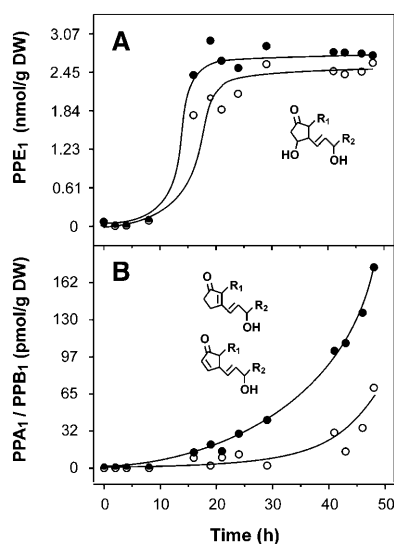 A
PPE1 (nmol/g DW)
3.07
2.45
1.84
1.23
0.61
0
O
R1
R2
HO
OH
B
PPA1 / PPB1 (pmol/g DW)
162
130
97
65
32
0
O
R1
R2
OH
O
R1
R2
OH
0 10 20 30 40 50
Time (h)